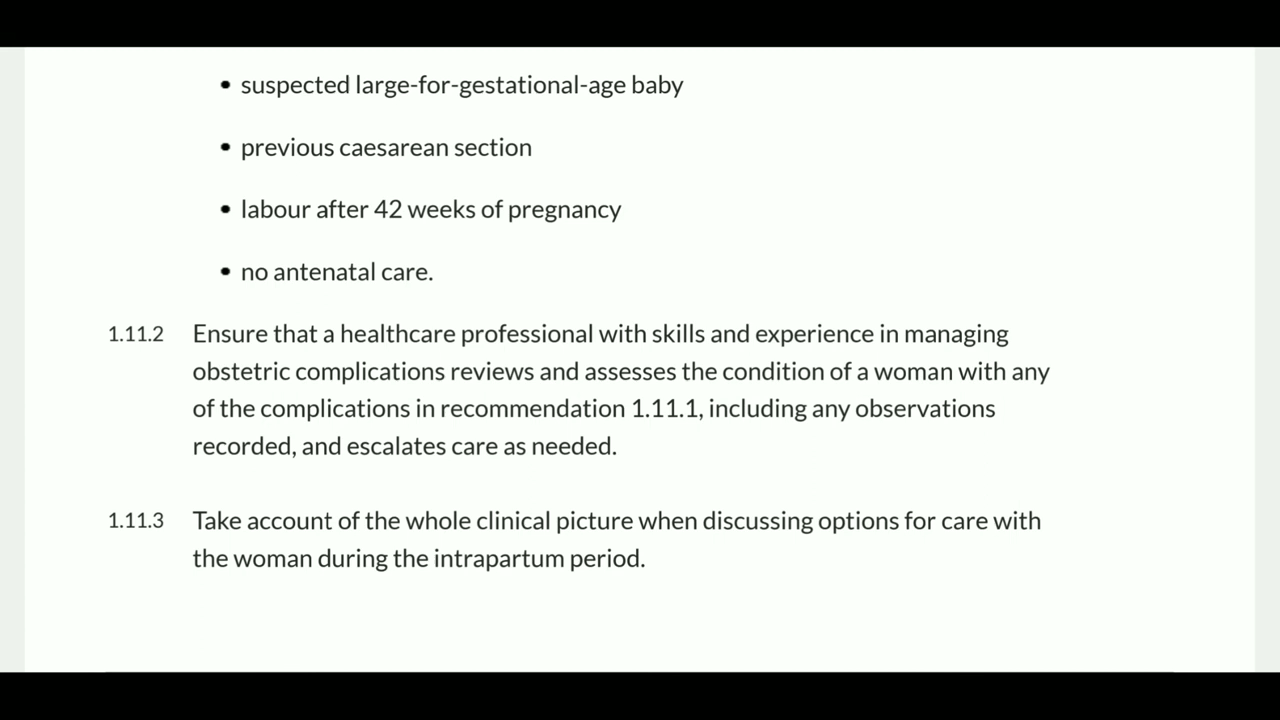 • suspected large-for-gestational-age baby
• previous caesarean section
• labour after 42 weeks of pregnancy
• no antenatal care.
1.11.2 Ensure that a healthcare professional with skills and experience in managing
obstetric complications reviews and assesses the condition of a woman with any
of the complications in recommendation 1.11.1, including any observations
recorded, and escalates care as needed.
1.11.3 Take account of the whole clinical picture when discussing options for care with
the woman during the intrapartum period.